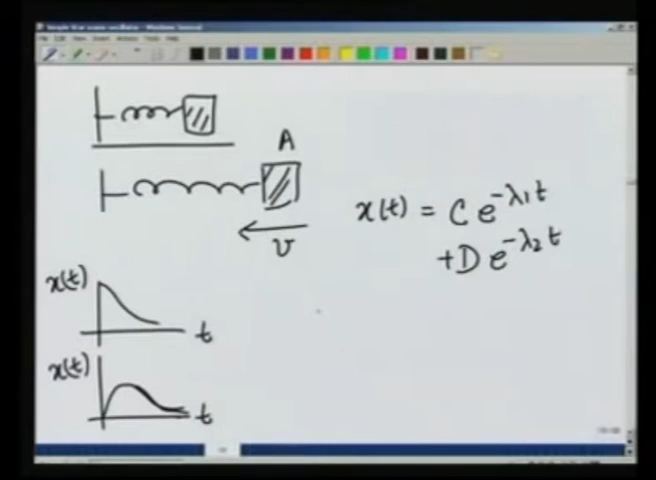 A
v
x(t) = C e^{-λ₁t}
+ D e^{-λ₂t}
x(t)
t
x(t)
t